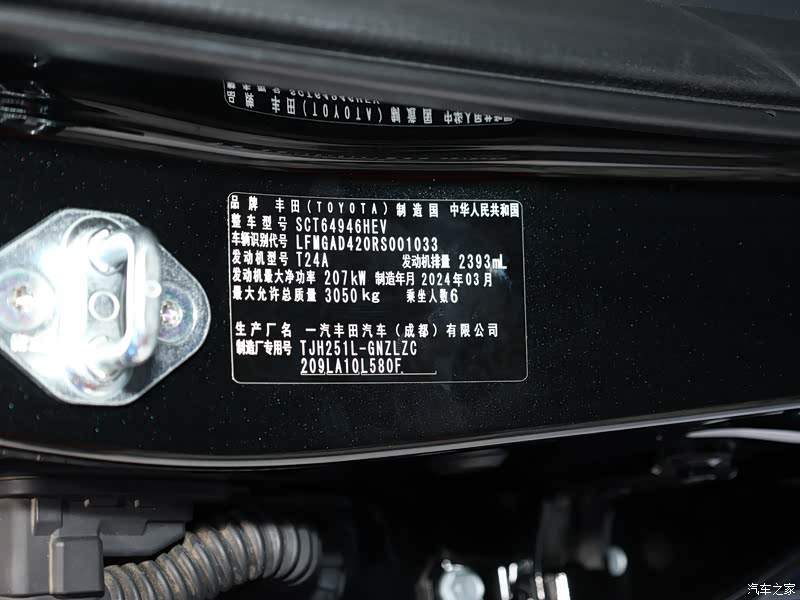 品牌 丰田(TOYOTA) 制造国 中华人民共和国
整车型号 SCT64946HEV
车辆识别代号 LFMGAD420RS001033
发动机型号 T24A 发动机排量 2393mL
发动机最大净功率 207kW 制造年月 2024年03月
最大允许总质量 3050kg 乘坐人数6
生产厂名 一汽丰田汽车(成都)有限公司
制造厂专用号 TJH251L-GNZLZC
209LA10L580F
汽车之家